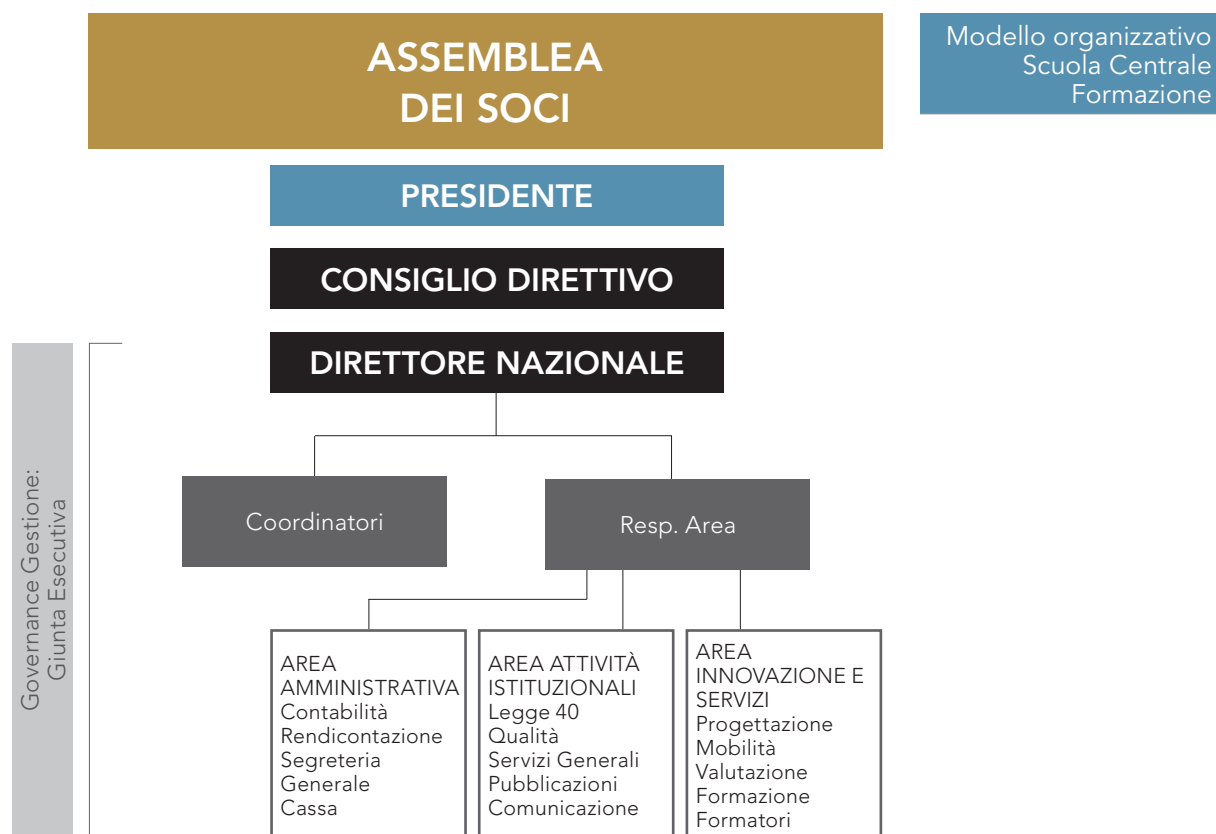 ASSEMBLEA
DEI SOCI
Modello organizzativo
Scuola Centrale
Formazione
PRESIDENTE
CONSIGLIO DIRETTIVO
DIRETTORE NAZIONALE
Governance Gestione:
Giunta Esecutiva
Coordinatori
Resp. Area
AREA
AMMINISTRATIVA
Contabilità
Rendicontazione
Segreteria
Generale
Cassa
AREA ATTIVITÀ
ISTITUZIONALI
Legge 40
Qualità
Servizi Generali
Pubblicazioni
Comunicazione
AREA
INNOVAZIONE E
SERVIZI
Progettazione
Mobilità
Valutazione
Formazione
Formatori